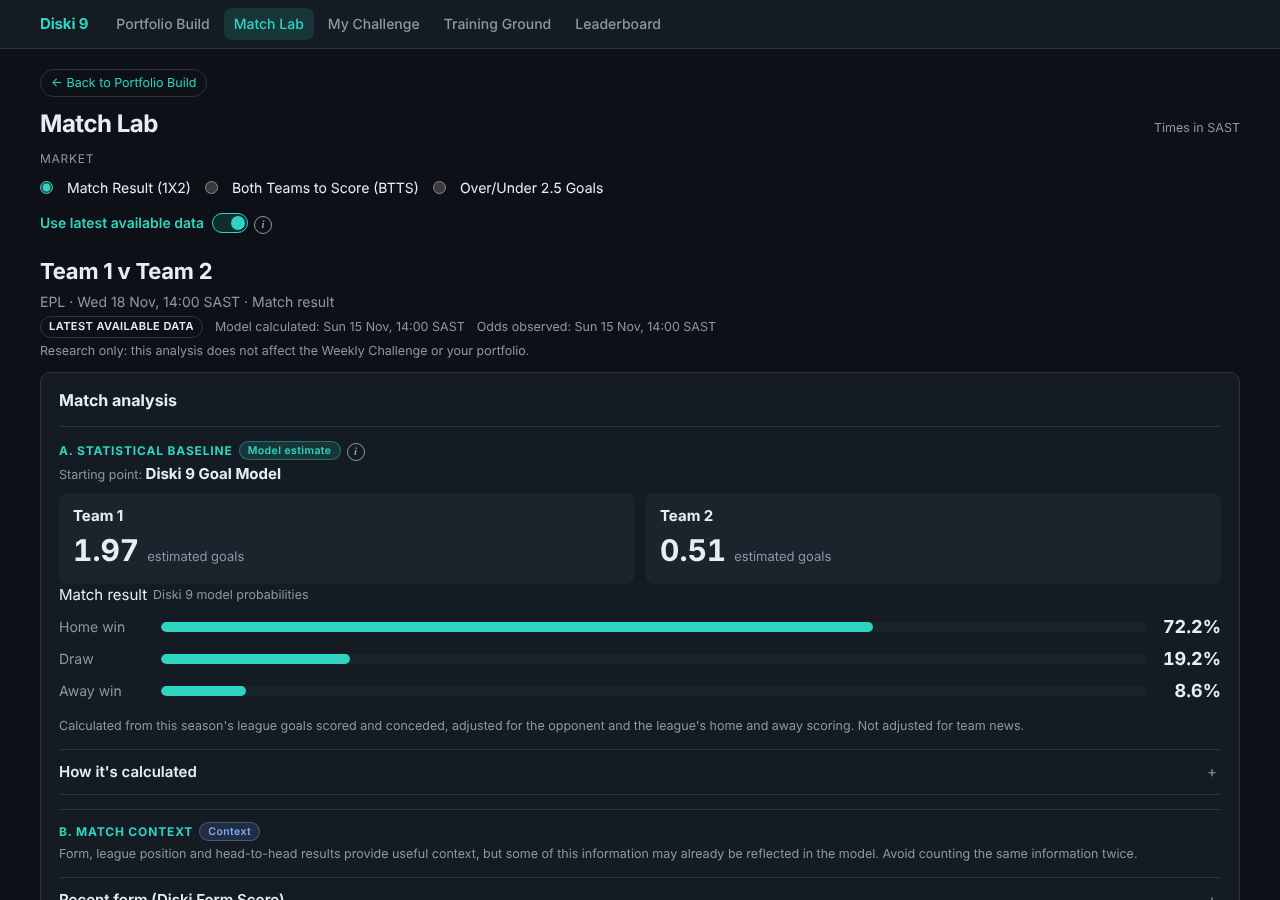 Diski 9 Portfolio Build Match Lab My Challenge Training Ground Leaderboard
← Back to Portfolio Build
Match Lab
Times in SAST
MARKET
Match Result (1X2) Both Teams to Score (BTTS) Over/Under 2.5 Goals
Use latest available data i
Team 1 v Team 2
EPL · Wed 18 Nov, 14:00 SAST · Match result
LATEST AVAILABLE DATA Model calculated: Sun 15 Nov, 14:00 SAST Odds observed: Sun 15 Nov, 14:00 SAST
Research only: this analysis does not affect the Weekly Challenge or your portfolio.
Match analysis
A. STATISTICAL BASELINE Model estimate i
Starting point: Diski 9 Goal Model
Team 1
1.97 estimated goals
Team 2
0.51 estimated goals
Match result Diski 9 model probabilities
Home win 72.2%
Draw 19.2%
Away win 8.6%
Calculated from this season's league goals scored and conceded, adjusted for the opponent and the league's home and away scoring. Not adjusted for team news.
How it's calculated +
B. MATCH CONTEXT Context
Form, league position and head-to-head results provide useful context, but some of this information may already be reflected in the model. Avoid counting the same information twice.
Recent form (Diski Form Score)